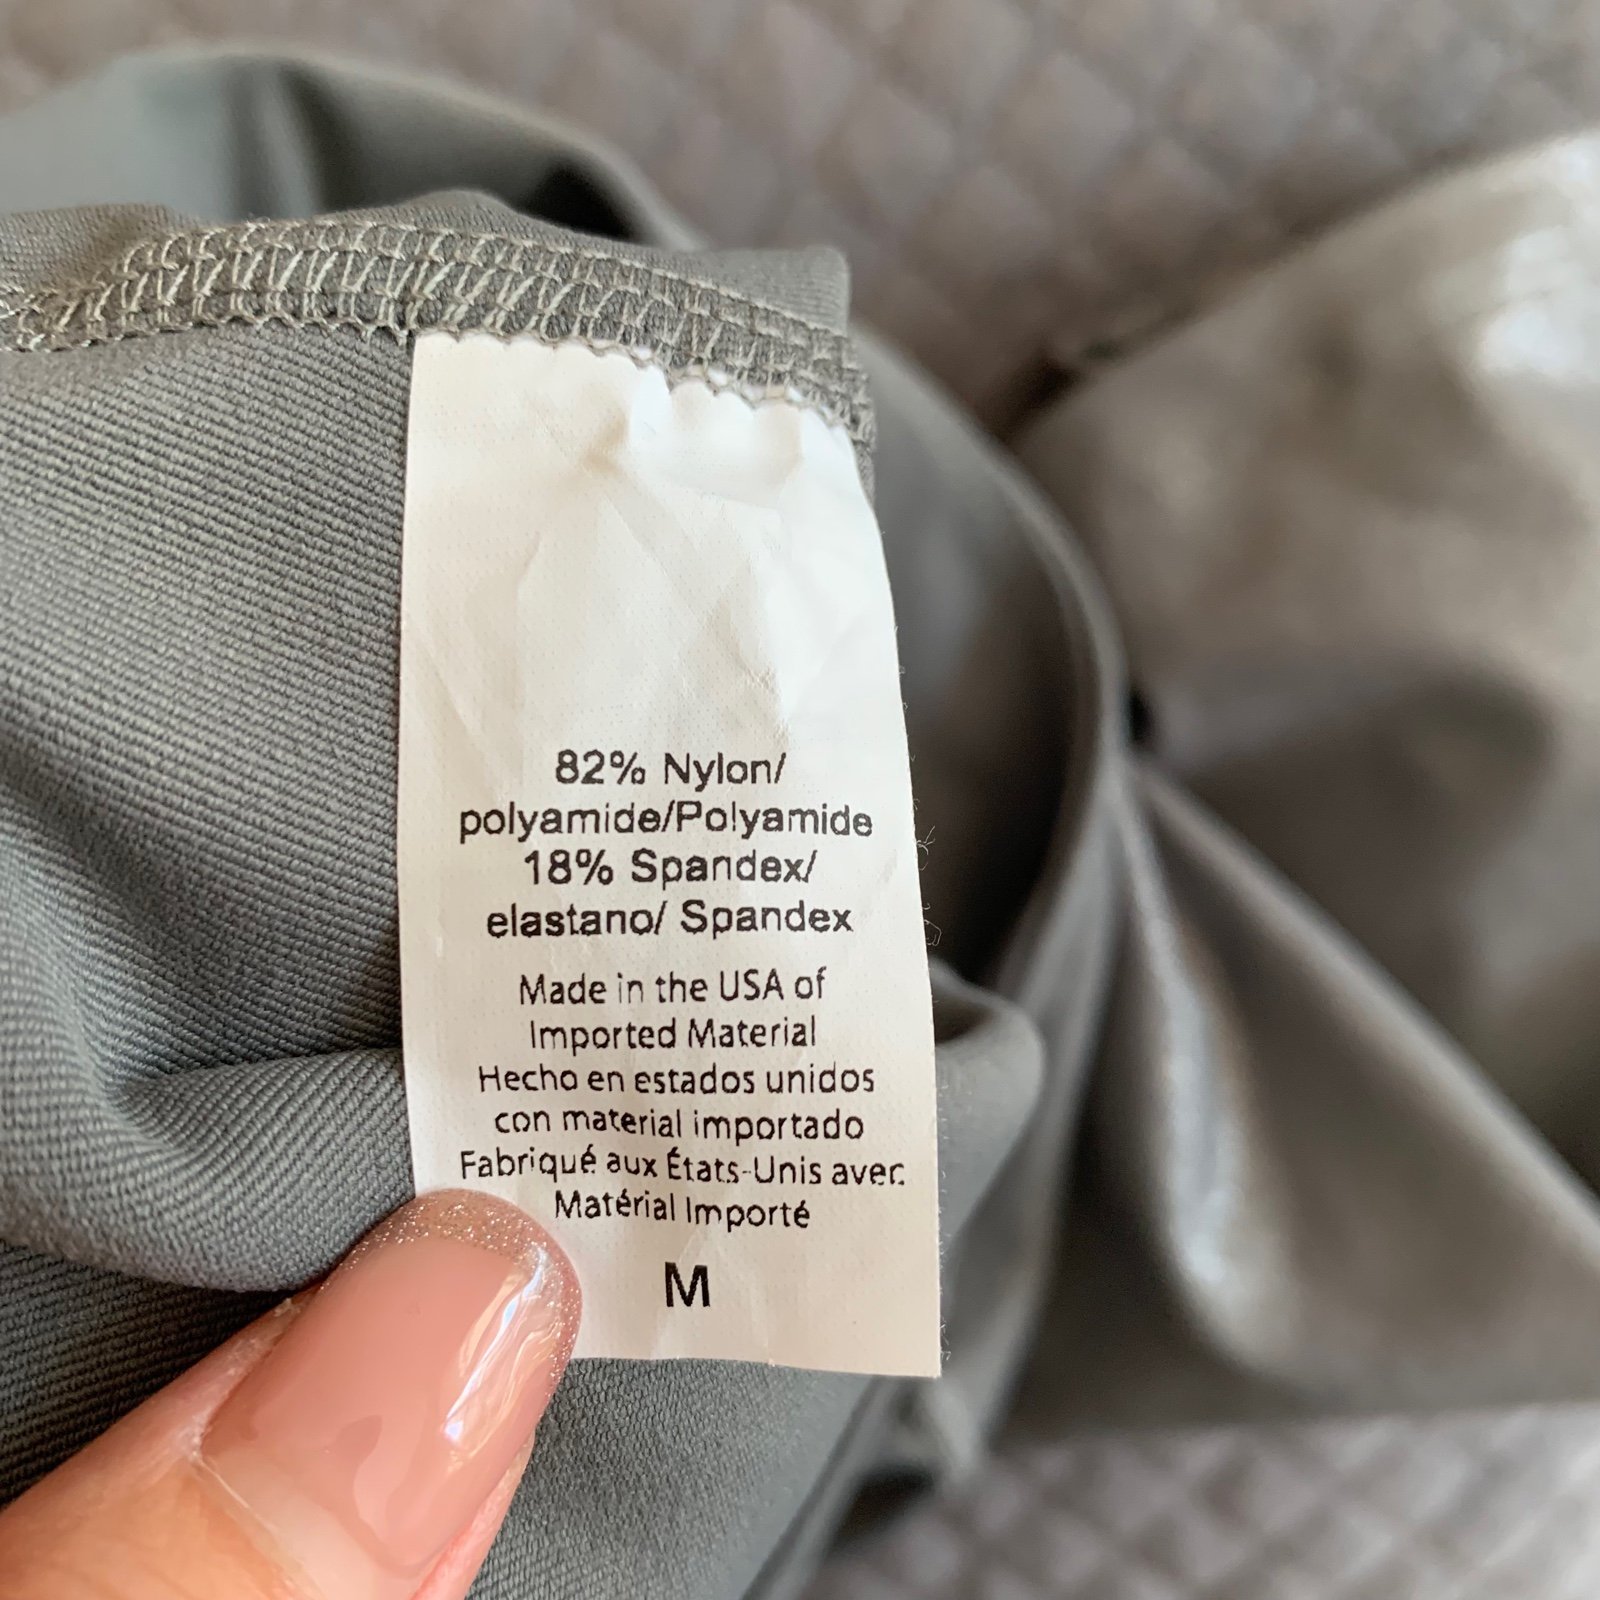 82% Nylon/
polyamide/Polyamide
18% Spandex/
elastano/ Spandex
Made in the USA of
Imported Material
Hecho en estados unidos
con material importado
Fabriqué aux États-Unis avec
Matérial Importé
M